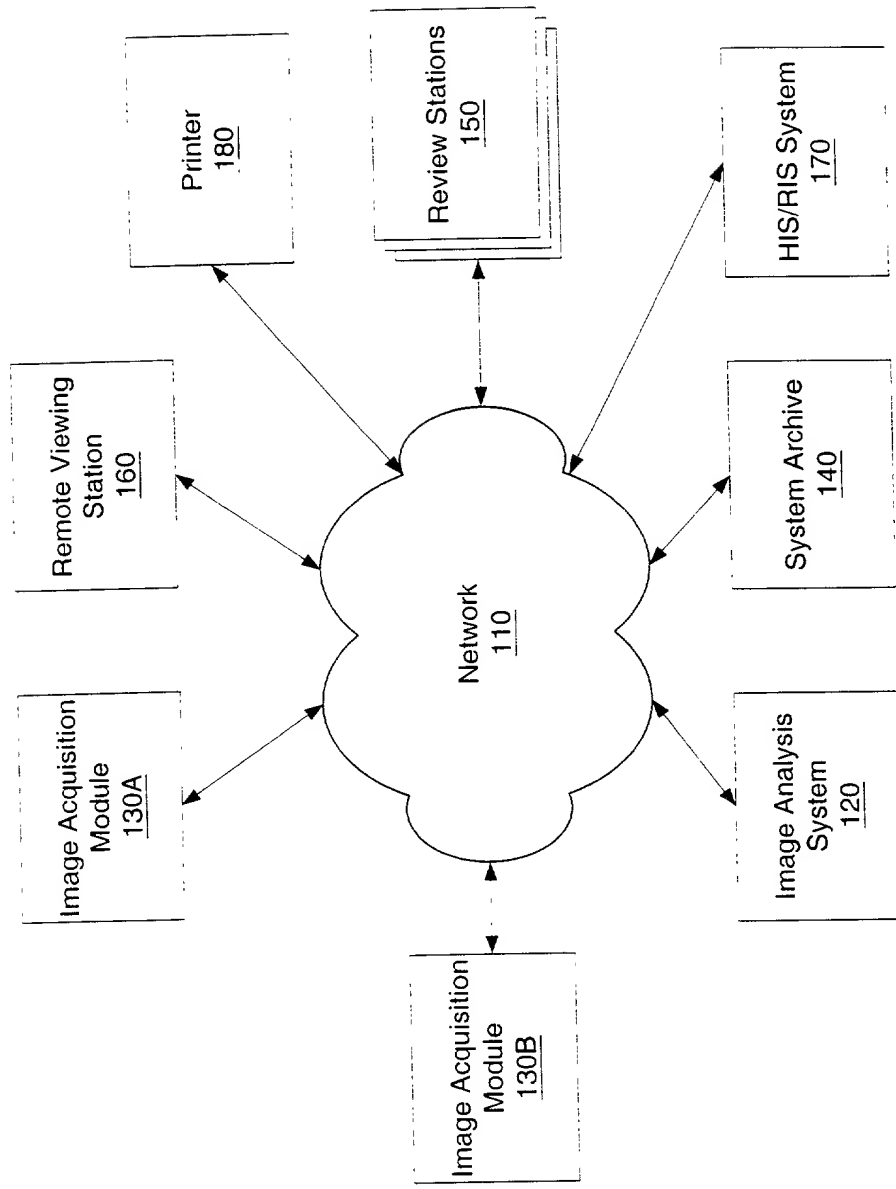 Image Acquisition
Module
130A
Remote Viewing
Station
160
Printer
180
Image Acquisition
Module
130B
Network
110
Review Stations
150
Image Analysis
System
120
System Archive
140
HIS/RIS System
170